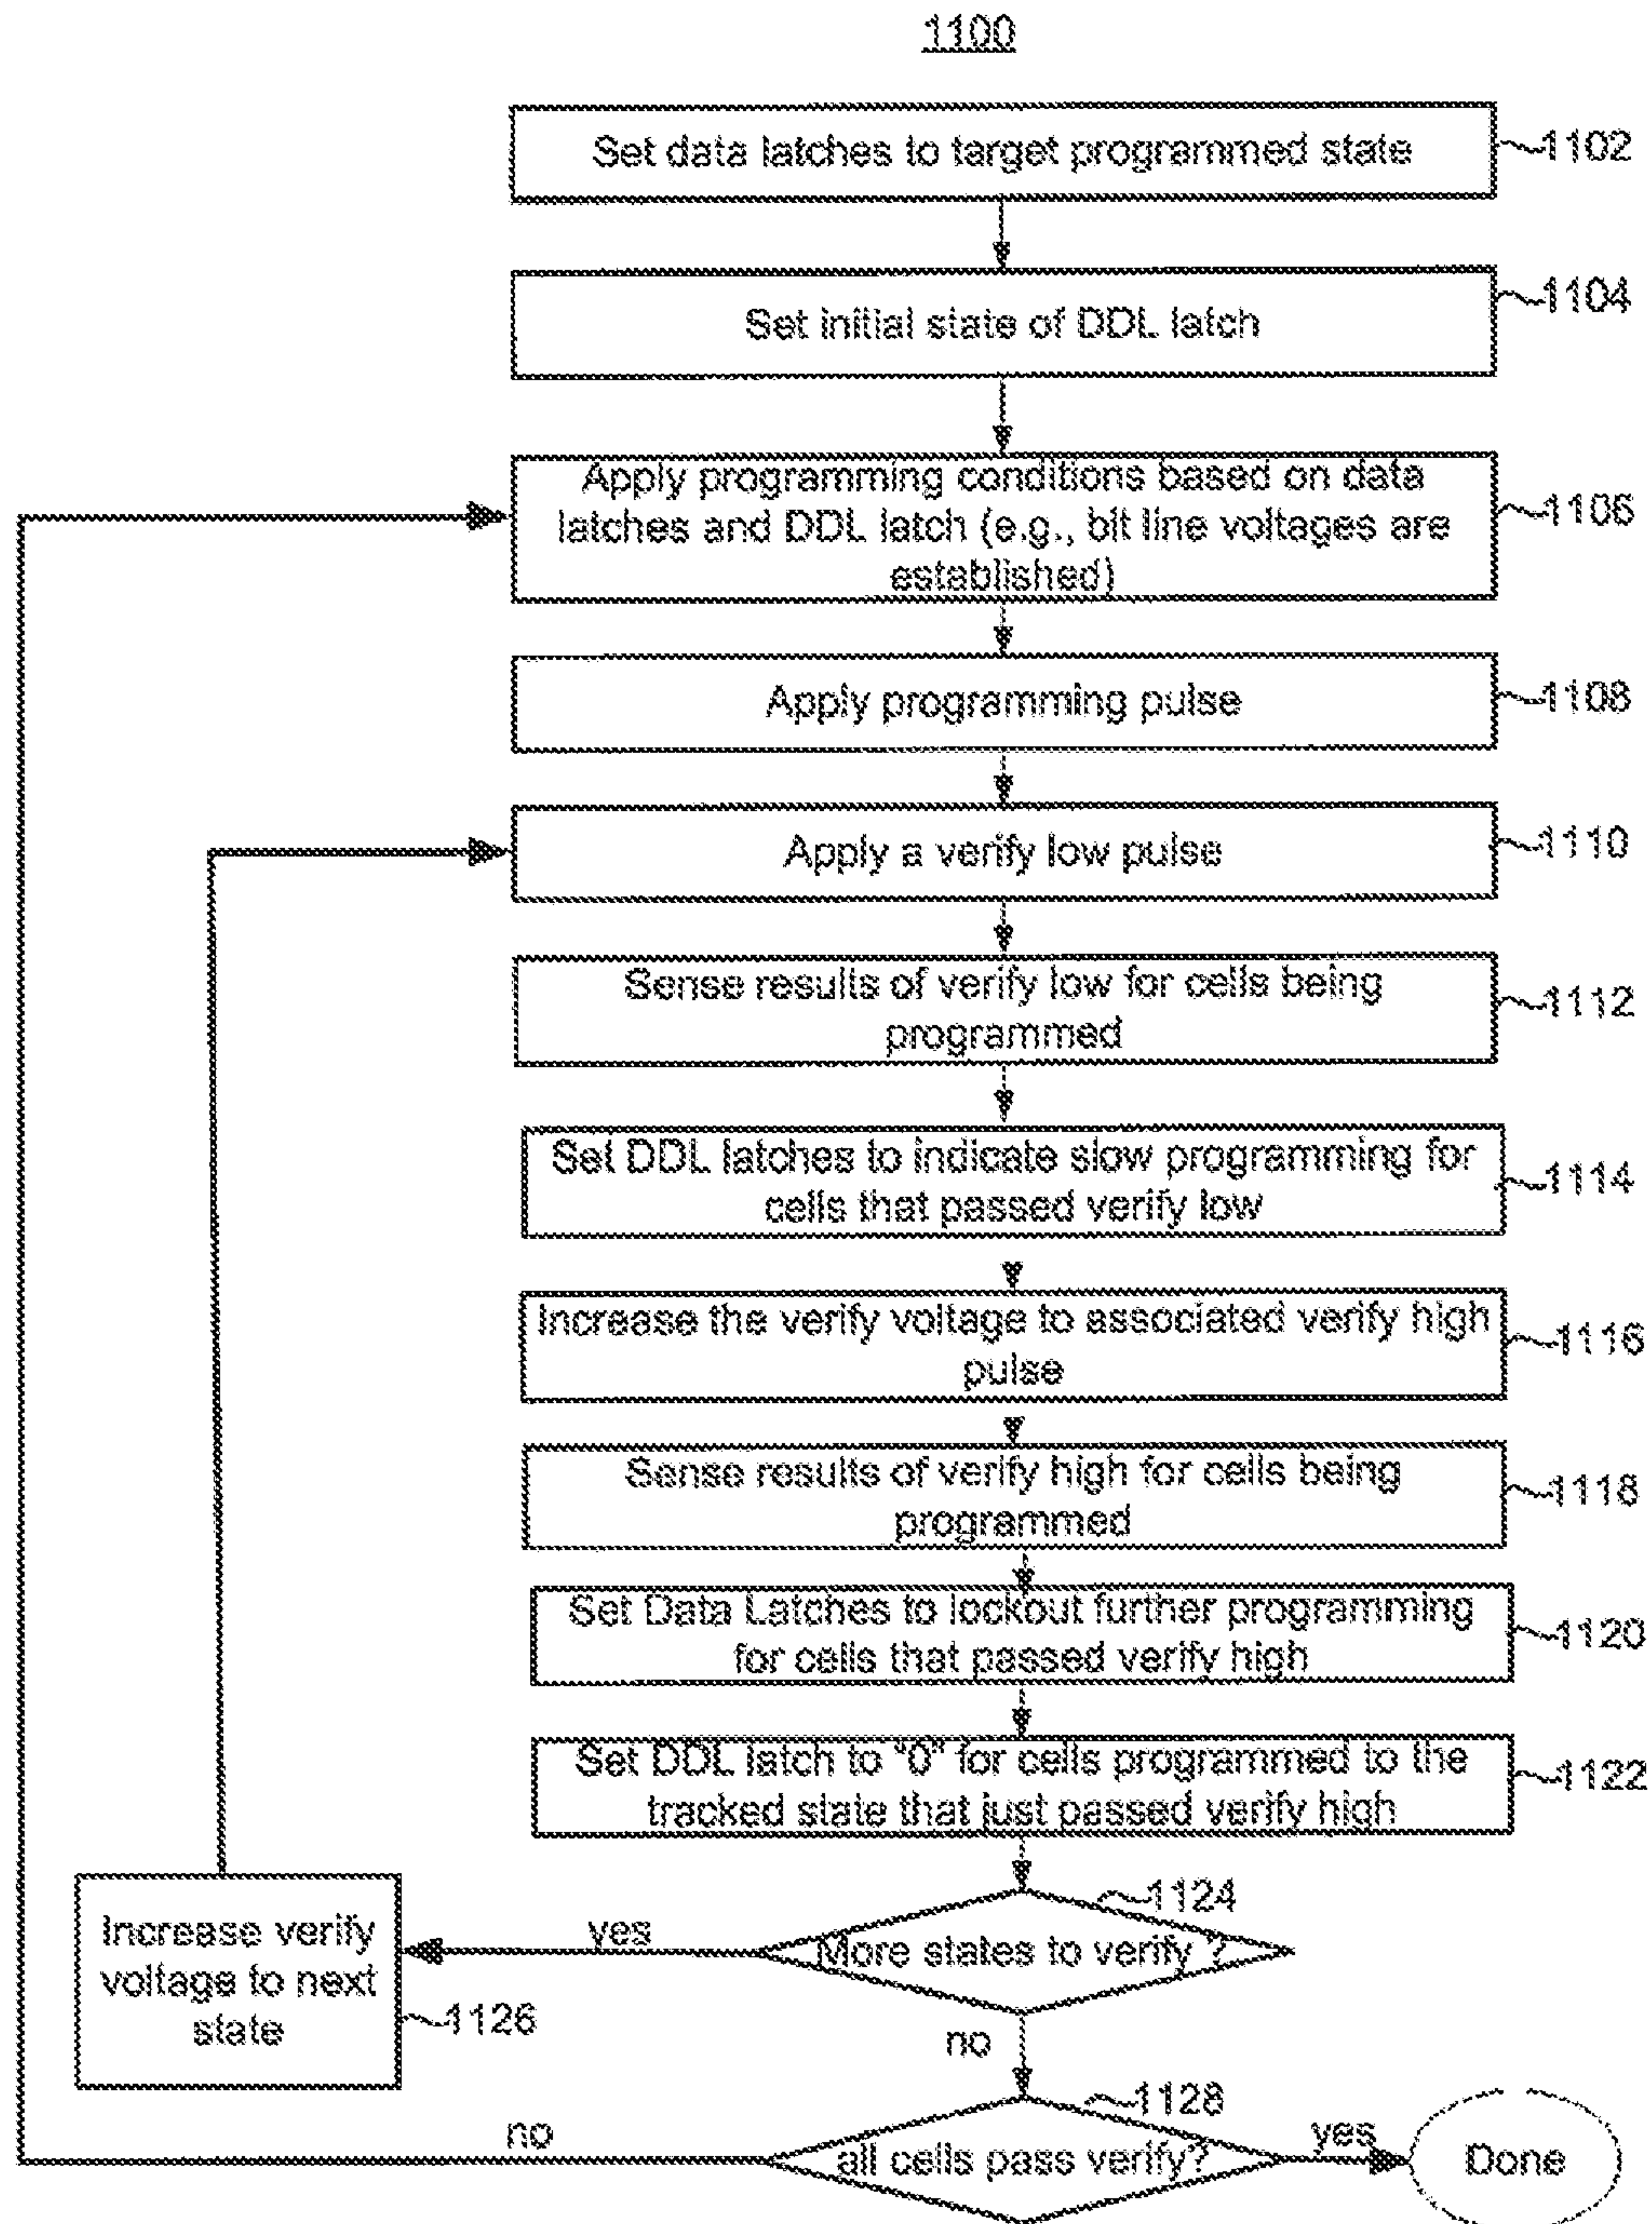 1100
Set data latches to target programmed state
1102
Set initial state of DDL latch
1104
Apply programming conditions based on data
latches and DDL latch (e.g., bit line voltages are
established)
1106
Apply programming pulse
1108
Apply a verify low pulse
1110
Sense results of verify low for cells being
programmed
1112
Set DDL latches to indicate slow programming for
cells that passed verify low
1114
Increase the verify voltage to associated verify high
pulse
1116
Sense results of verify high for cells being
programmed
1118
Set Data Latches to lockout further programming
for cells that passed verify high
1120
Set DDL latch to "0" for cells programmed to the
tracked state that just passed verify high
1122
1124
More states to verify ?
yes
Increase verify
voltage to next
state
1126
no
1128
all cells pass verify?
no
yes
Done